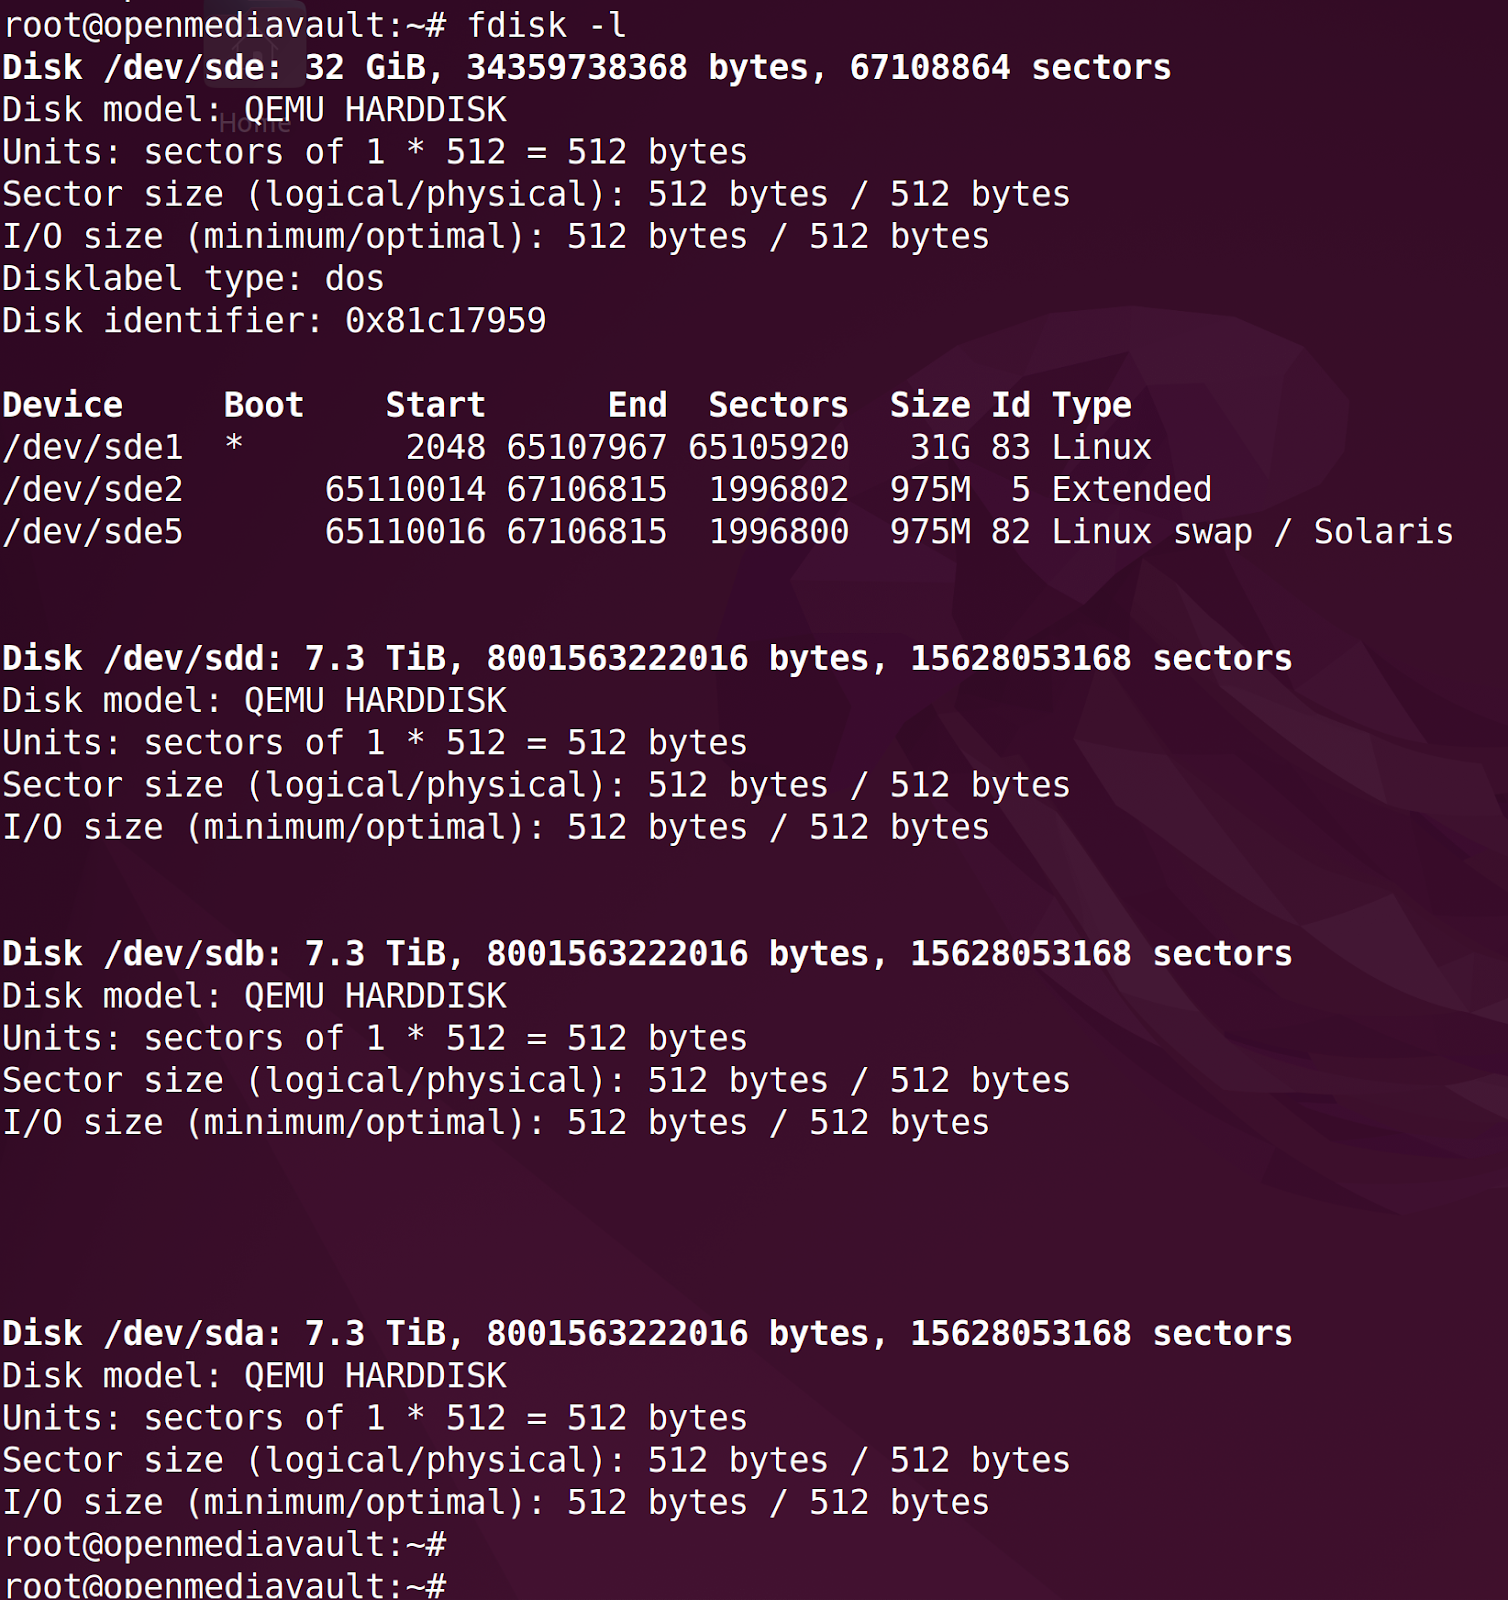 root@openmediavault:~# fdisk -l
Disk /dev/sde: 32 GiB, 34359738368 bytes, 67108864 sectors
Disk model: QEMU HARDDISK
Home
Units: sectors of 1 * 512 = 512 bytes
Sector size (logical/physical): 512 bytes / 512 bytes
I/O size (minimum/optimal): 512 bytes / 512 bytes
Disklabel type: dos
Disk identifier: 0x81c17959
Device     Boot    Start      End  Sectors  Size Id Type
/dev/sde1  *        2048 65107967 65105920   31G 83 Linux
/dev/sde2       65110014 67106815  1996802  975M  5 Extended
/dev/sde5       65110016 67106815  1996800  975M 82 Linux swap / Solaris
Disk /dev/sdd: 7.3 TiB, 8001563222016 bytes, 15628053168 sectors
Disk model: QEMU HARDDISK
Units: sectors of 1 * 512 = 512 bytes
Sector size (logical/physical): 512 bytes / 512 bytes
I/O size (minimum/optimal): 512 bytes / 512 bytes
Disk /dev/sdb: 7.3 TiB, 8001563222016 bytes, 15628053168 sectors
Disk model: QEMU HARDDISK
Units: sectors of 1 * 512 = 512 bytes
Sector size (logical/physical): 512 bytes / 512 bytes
I/O size (minimum/optimal): 512 bytes / 512 bytes
Disk /dev/sda: 7.3 TiB, 8001563222016 bytes, 15628053168 sectors
Disk model: QEMU HARDDISK
Units: sectors of 1 * 512 = 512 bytes
Sector size (logical/physical): 512 bytes / 512 bytes
I/O size (minimum/optimal): 512 bytes / 512 bytes
root@openmediavault:~#
root@openmediavault:~#